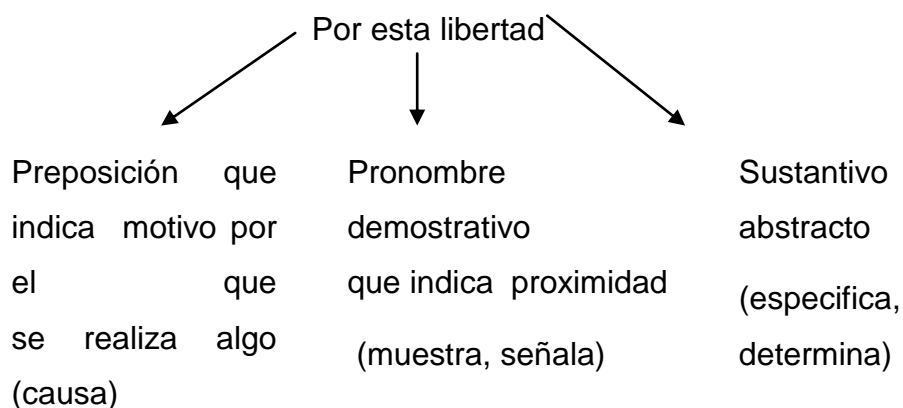 Por esta libertad
Preposición que
indica motivo por
el que
se realiza algo
(causa)
Pronombre
demostrativo
que indica proximidad
(muestra, señala)
Sustantivo
abstracto
(especifica,
determina)